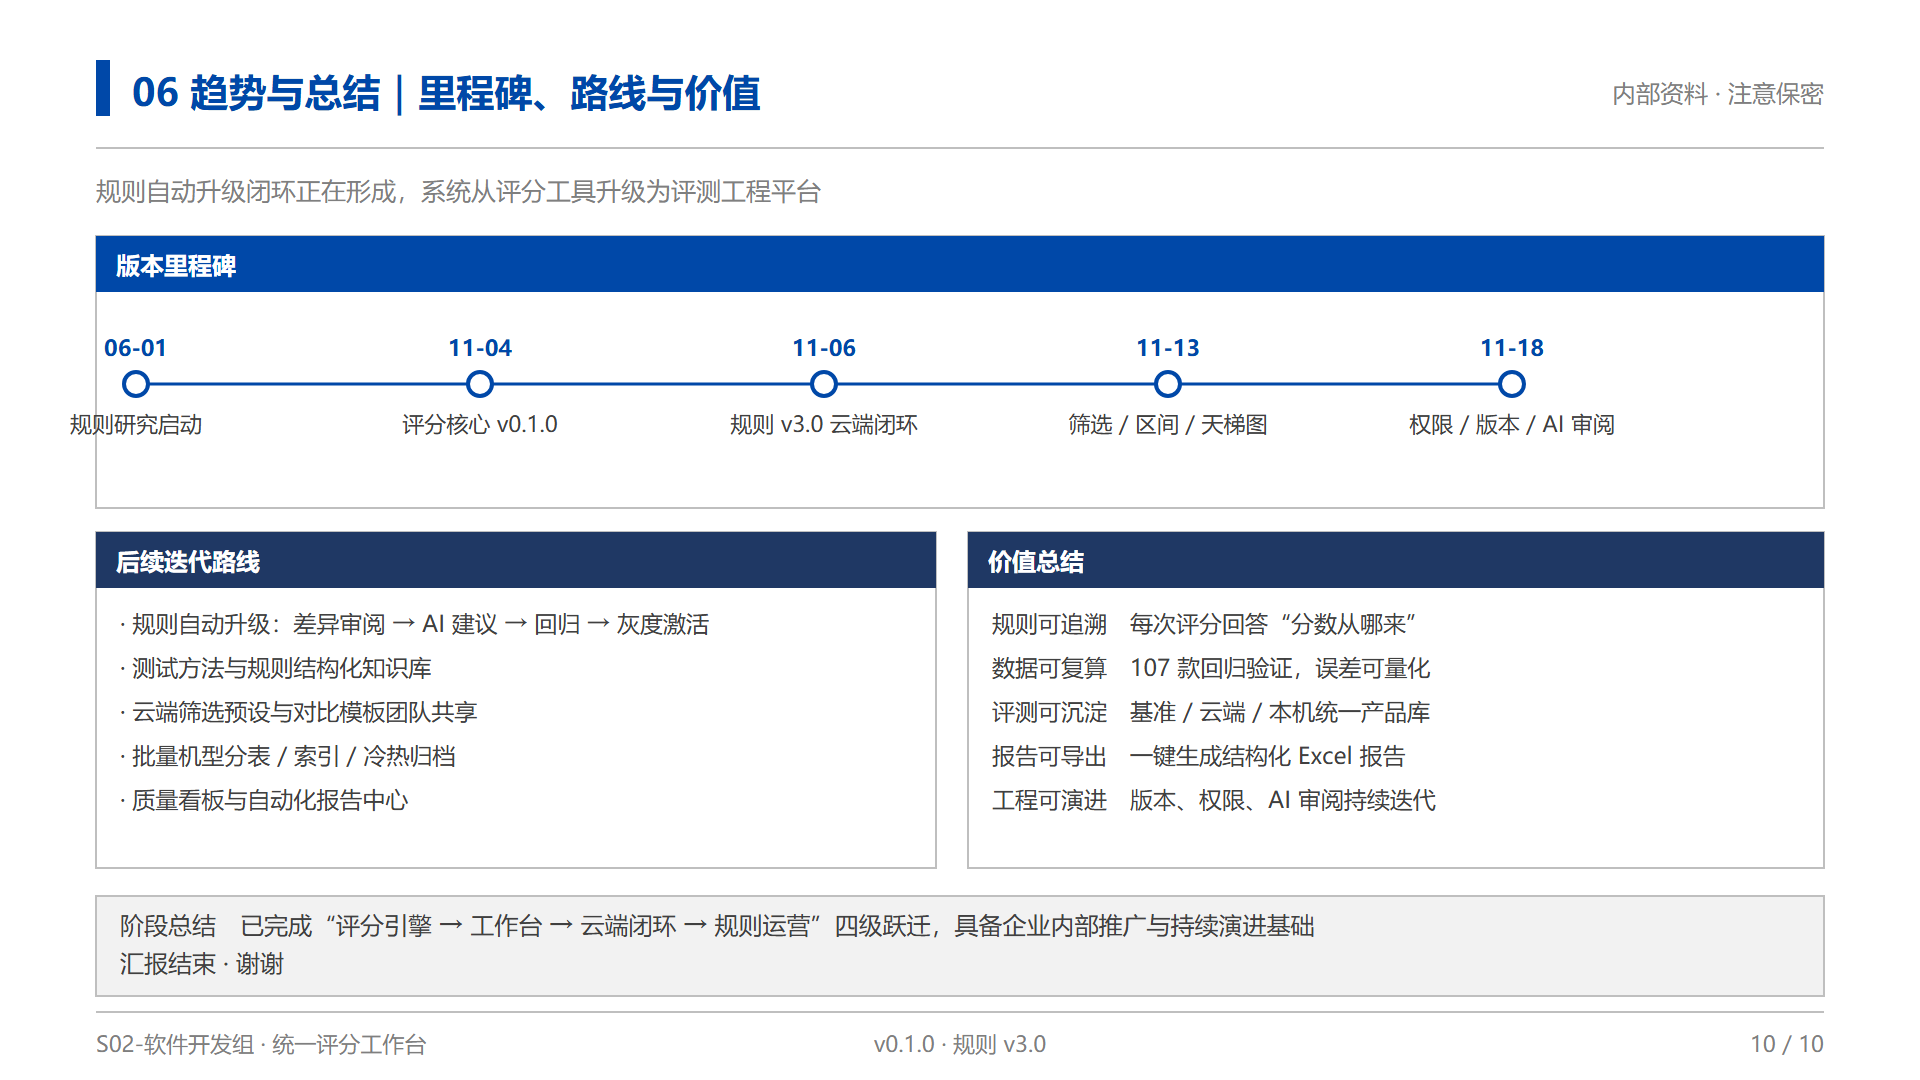 06 趋势与总结｜里程碑、路线与价值
内部资料 · 注意保密
规则自动升级闭环正在形成，系统从评分工具升级为评测工程平台
版本里程碑
06-01
11-04
11-06
11-13
11-18
规则研究启动
评分核心 v0.1.0
规则 v3.0 云端闭环
筛选 / 区间 / 天梯图
权限 / 版本 / AI 审阅
后续迭代路线
· 规则自动升级：差异审阅 → AI 建议 → 回归 → 灰度激活
· 测试方法与规则结构化知识库
· 云端筛选预设与对比模板团队共享
· 批量机型分表 / 索引 / 冷热归档
· 质量看板与自动化报告中心
价值总结
规则可追溯　每次评分回答“分数从哪来”
数据可复算　107 款回归验证，误差可量化
评测可沉淀　基准 / 云端 / 本机统一产品库
报告可导出　一键生成结构化 Excel 报告
工程可演进　版本、权限、AI 审阅持续迭代
阶段总结　已完成“评分引擎 → 工作台 → 云端闭环 → 规则运营”四级跃迁，具备企业内部推广与持续演进基础
汇报结束 · 谢谢
S02-软件开发组 · 统一评分工作台
v0.1.0 · 规则 v3.0
10 / 10